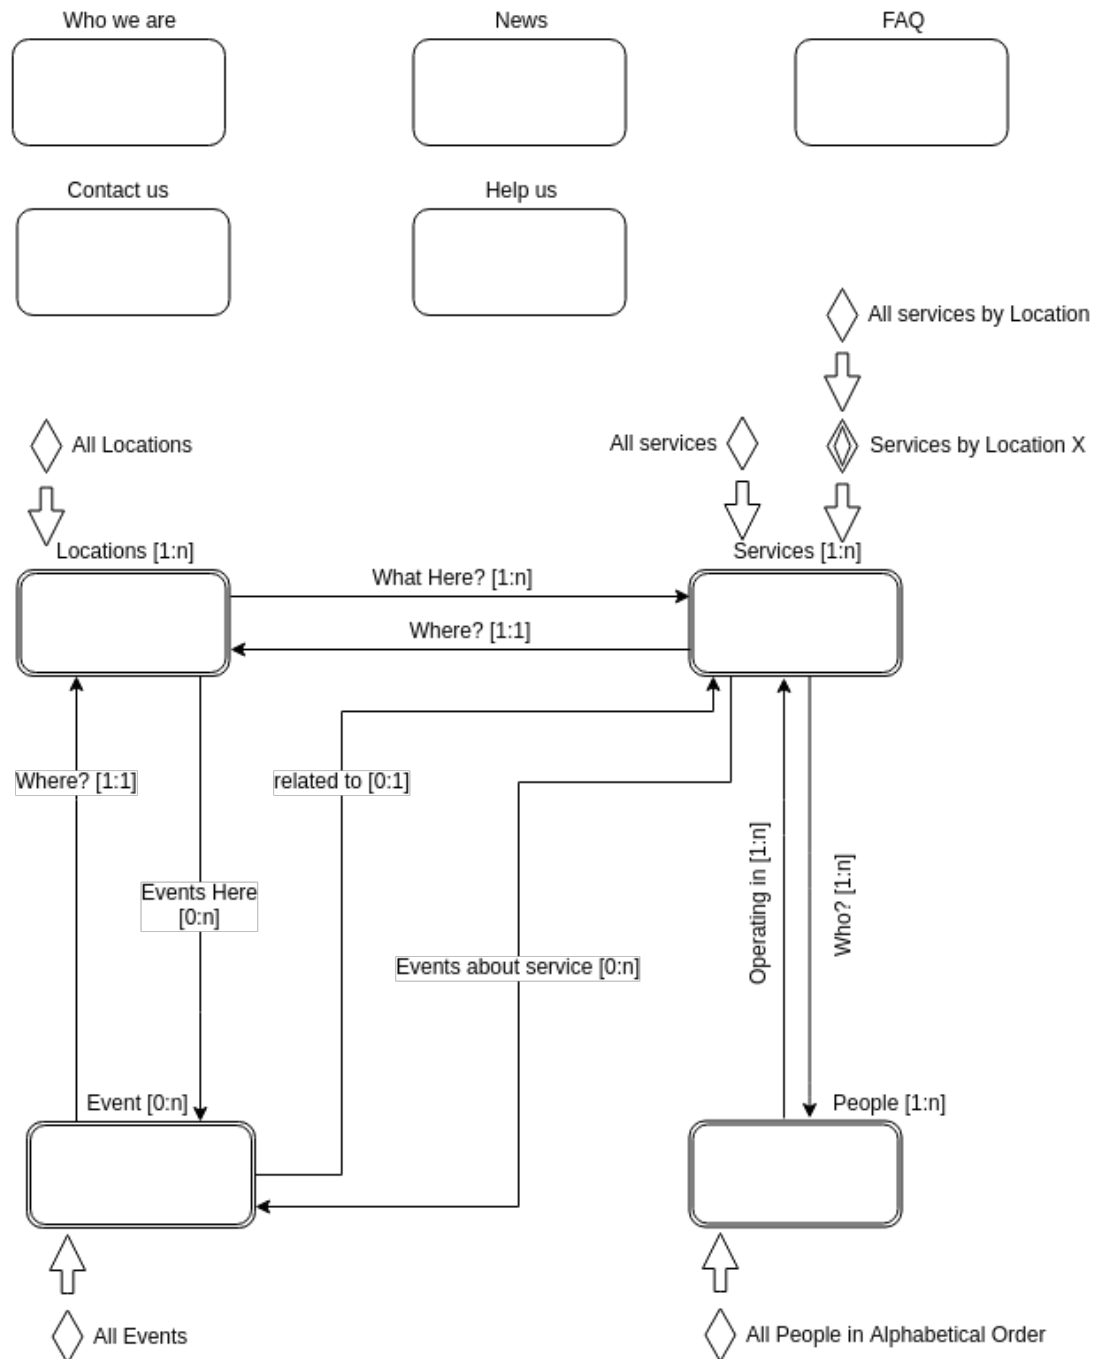 Who we are
News
FAQ
Contact us
Help us
All services by Location
All Locations
All services
Services by Location X
Locations [1:n]
Services [1:n]
What Here? [1:n]
Where? [1:1]
Where? [1:1]
related to [0:1]
Events Here
[0:n]
Operating in [1:n]
Who? [1:n]
Events about service [0:n]
Event [0:n]
People [1:n]
All Events
All People in Alphabetical Order